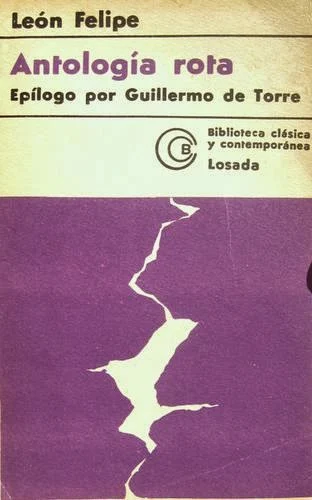 León Felipe
Antología rota
Epílogo por Guillermo de Torre
B
Biblioteca clásica
y contemporánea
Losada